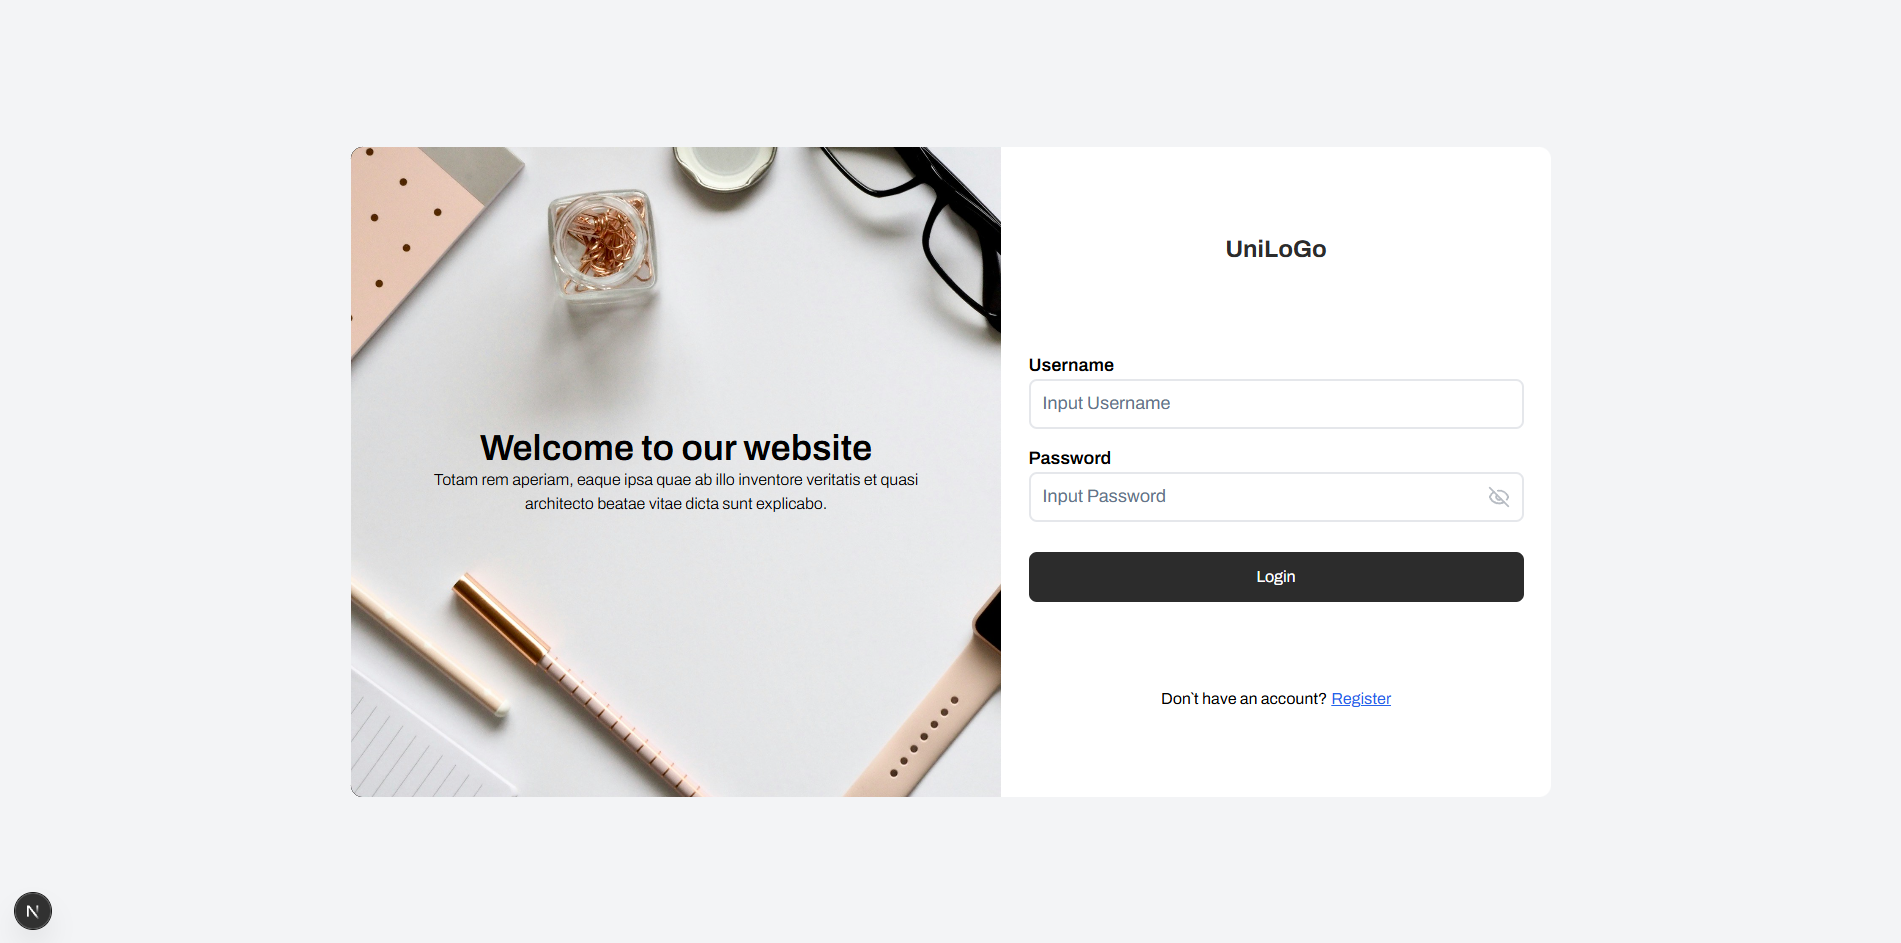 UniLoGo
Welcome to our website
Totam rem aperiam, eaque ipsa quae ab illo inventore veritatis et quasi
architecto beatae vitae dicta sunt explicabo.
Username
Input Username
Password
Input Password
Login
Don`t have an account? Register
N